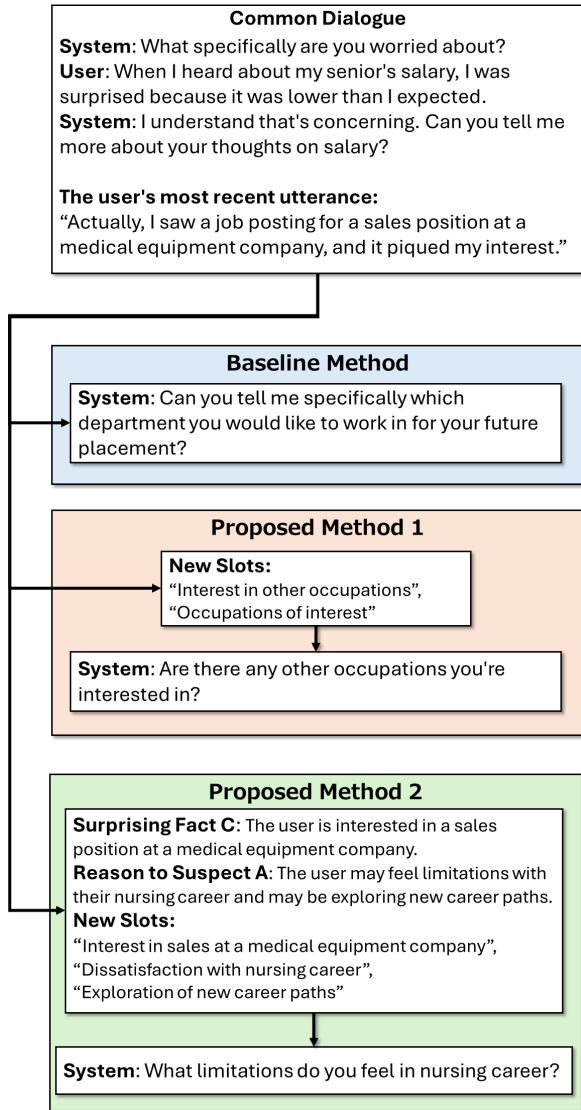 Common Dialogue
System: What specifically are you worried about?
User: When I heard about my senior's salary, I was
surprised because it was lower than I expected.
System: I understand that's concerning. Can you tell me
more about your thoughts on salary?
The user's most recent utterance:
“Actually, I saw a job posting for a sales position at a
medical equipment company, and it piqued my interest.”
Baseline Method
System: Can you tell me specifically which
department you would like to work in for your future
placement?
Proposed Method 1
New Slots:
“Interest in other occupations”,
“Occupations of interest”
System: Are there any other occupations you're
interested in?
Proposed Method 2
Surprising Fact C: The user is interested in a sales
position at a medical equipment company.
Reason to Suspect A: The user may feel limitations with
their nursing career and may be exploring new career paths.
New Slots:
“Interest in sales at a medical equipment company”,
“Dissatisfaction with nursing career”,
“Exploration of new career paths”
System: What limitations do you feel in nursing career?